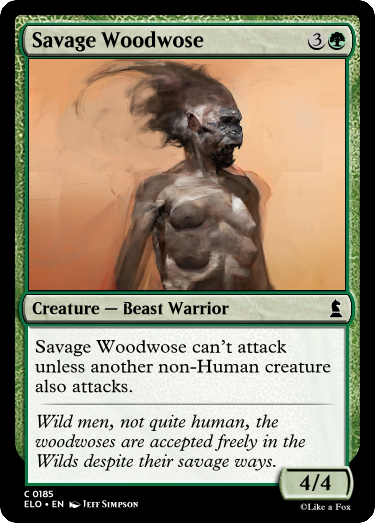 Savage Woodwose 3
Creature — Beast Warrior
Savage Woodwose can't attack
unless another non-Human creature
also attacks.
Wild men, not quite human, the
woodwoses are accepted freely in the
Wilds despite their savage ways.
4/4
C 0185
ELO • EN Jeff Simpson
©Like a Fox